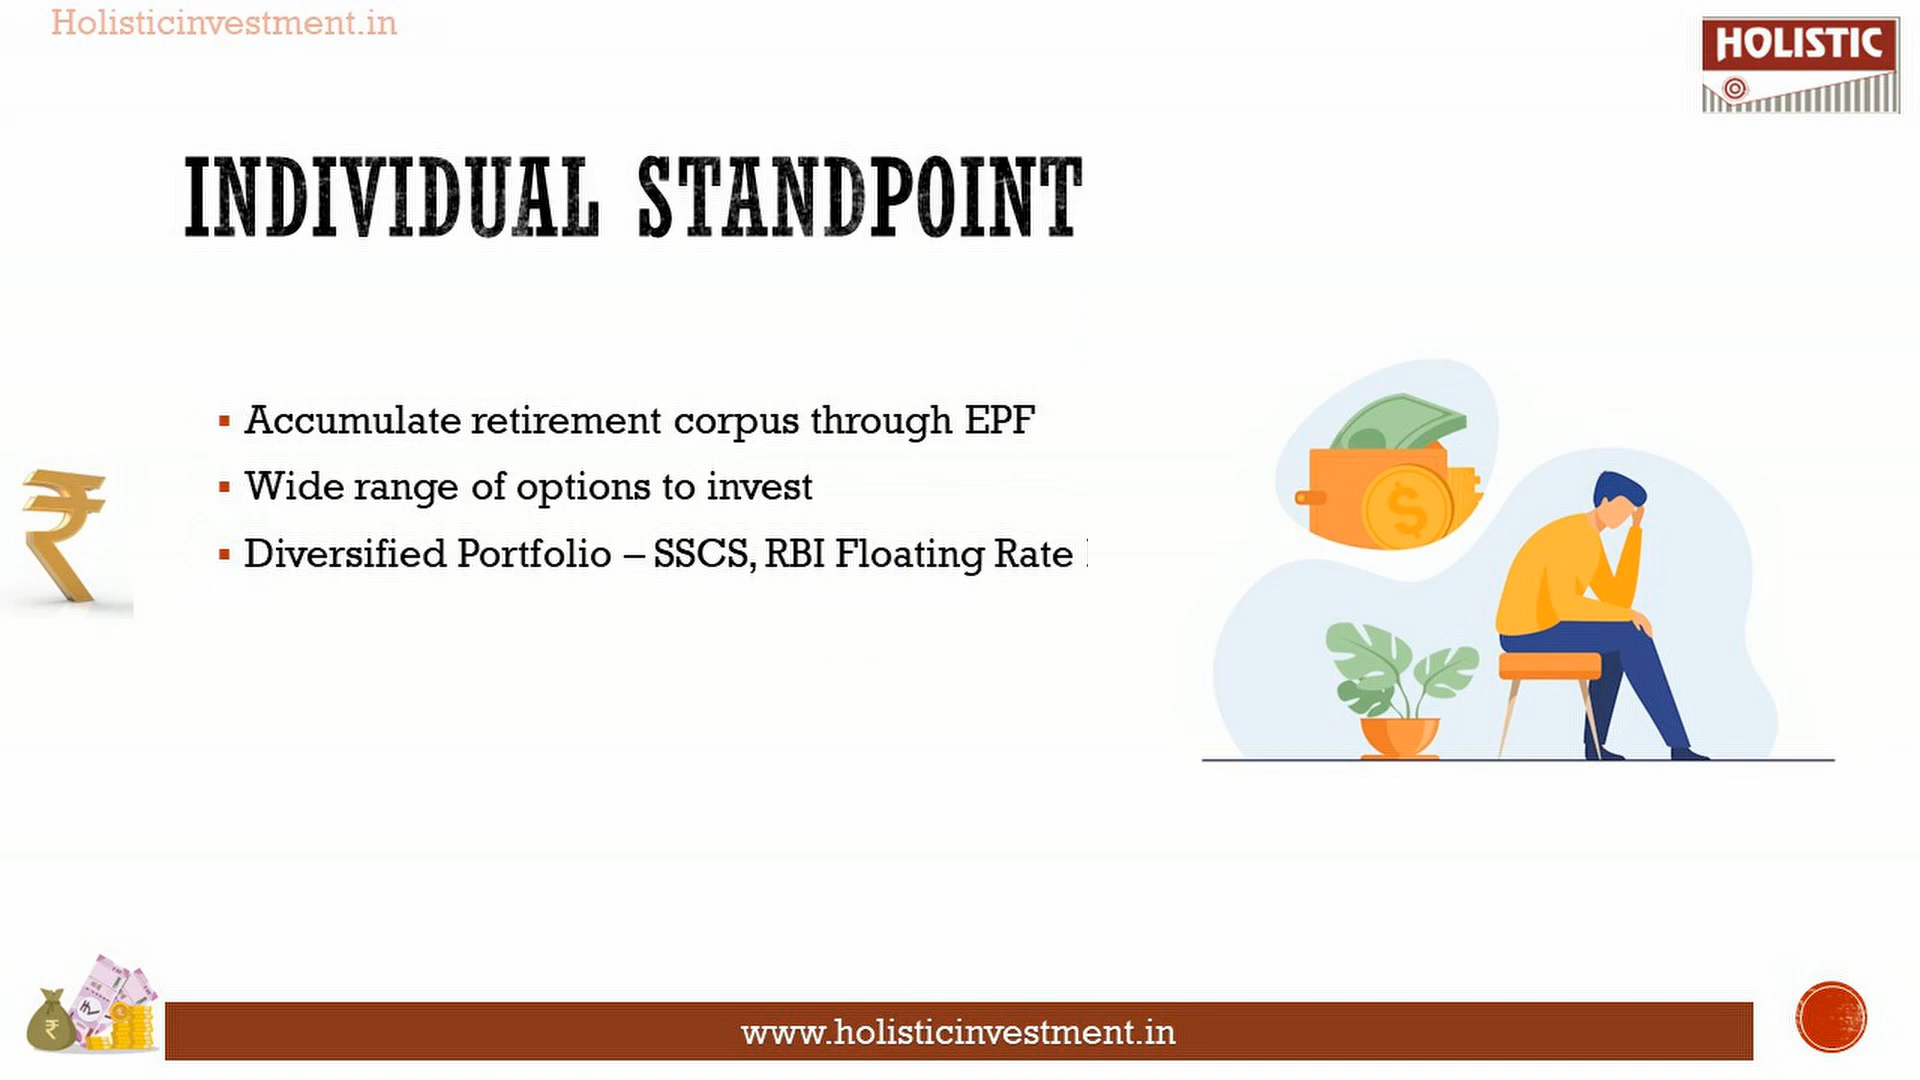 Holisticinvestment.in
HOLISTIC
INDIVIDUAL STANDPOINT
Accumulate retirement corpus through EPF
Wide range of options to invest
Diversified Portfolio – SSCS, RBI Floating Rate
www.holisticinvestment.in